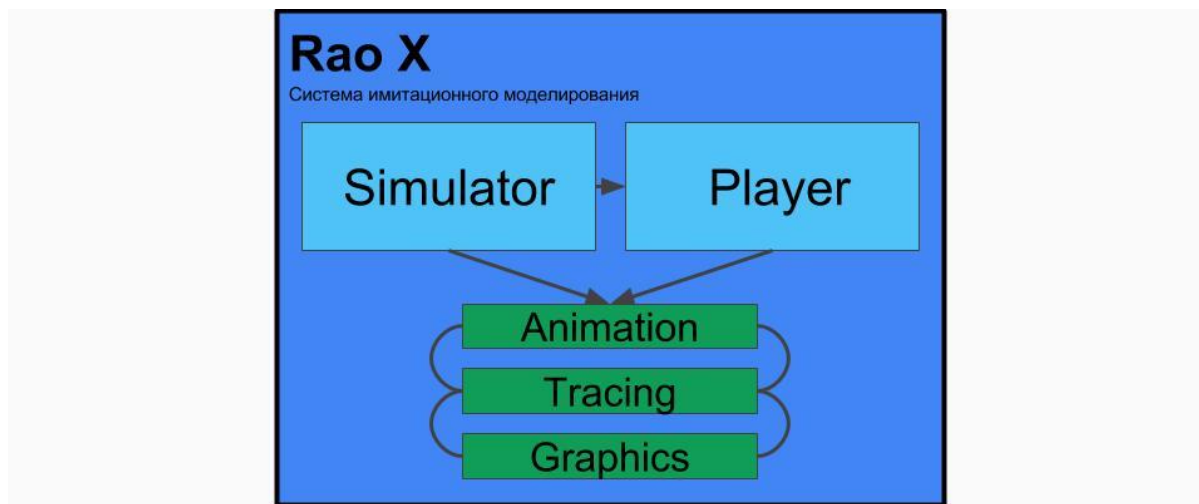 Rao X
Система имитационного моделирования
Simulator
Player
Animation
Tracing
Graphics